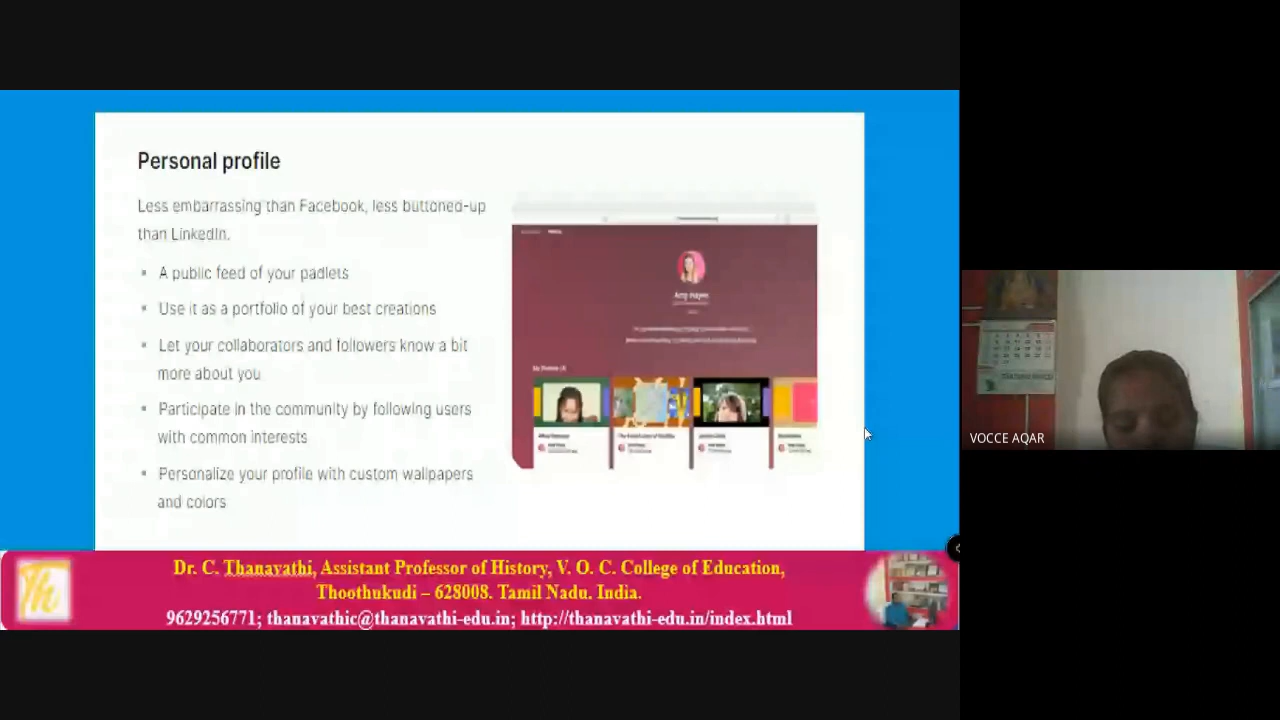 Personal profile
Less embarrassing than Facebook, less buttoned-up
than LinkedIn.
A public feed of your padlets
Use it as a portfolio of your best creations
Let your collaborators and followers know a bit
more about you
Participate in the community by following users
with common interests
Personalize your profile with custom wallpapers
and colors
Th
Dr. C. Thanavathi, Assistant Professor of History, V. O. C. College of Education,
Thoothukudi – 628008. Tamil Nadu. India.
9629256771; thanavathic@thanavathi-edu.in; http://thanavathi-edu.in/index.html
VOCCE AQAR